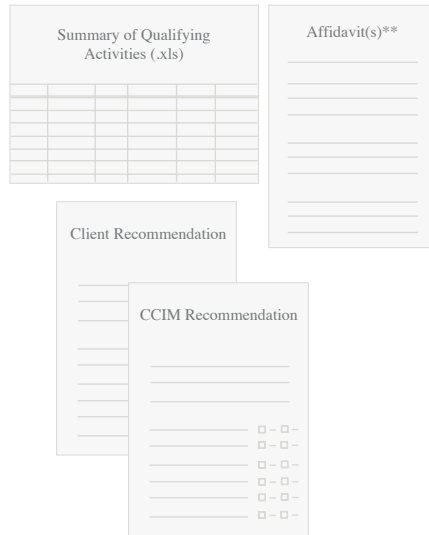 Summary of Qualifying
Activities (.xls)
Affidavit(s)**
Client Recommendation
CCIM Recommendation